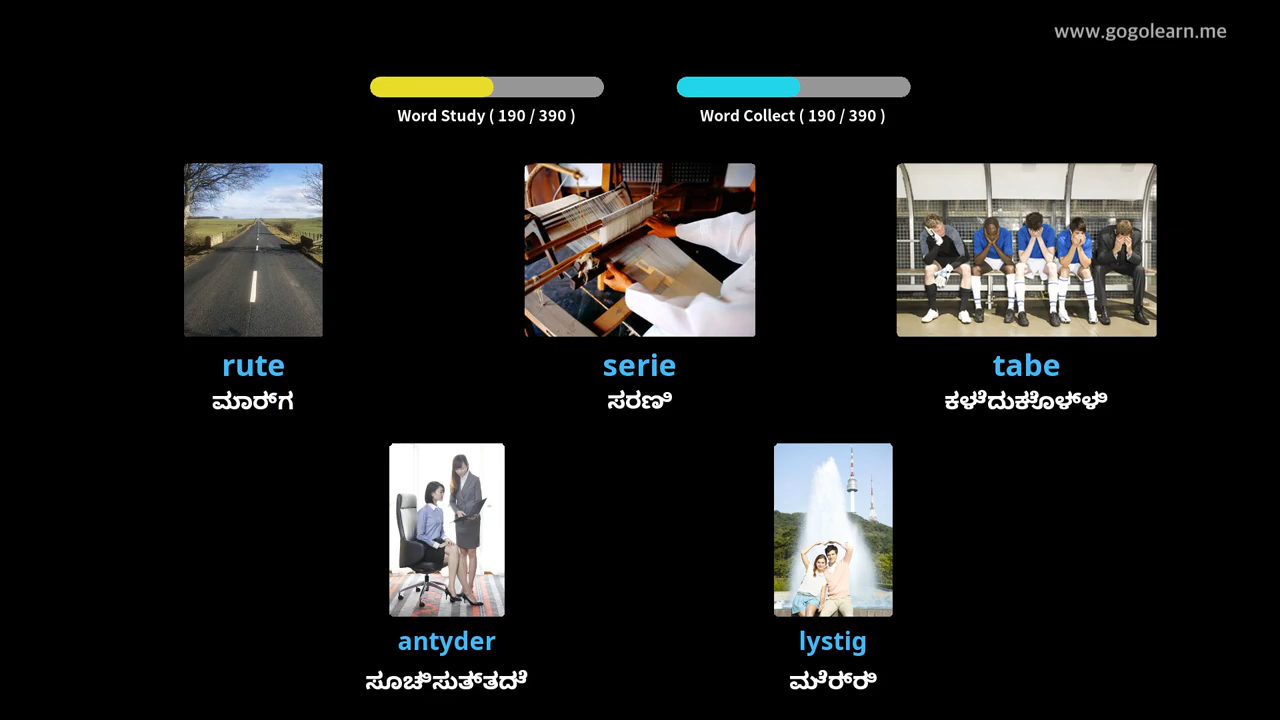 www.gogolearn.me
Word Study ( 190 / 390 )
Word Collect ( 190 / 390 )
rute
ಮಾರ್ಗ
serie
ಸರಣಿ
tabe
ಕಳೆದುಕೊಳ್ಳಿ
antyder
ಸೂಚಿಸುತ್ತದೆ
lystig
ಮೆರ್ರಿ